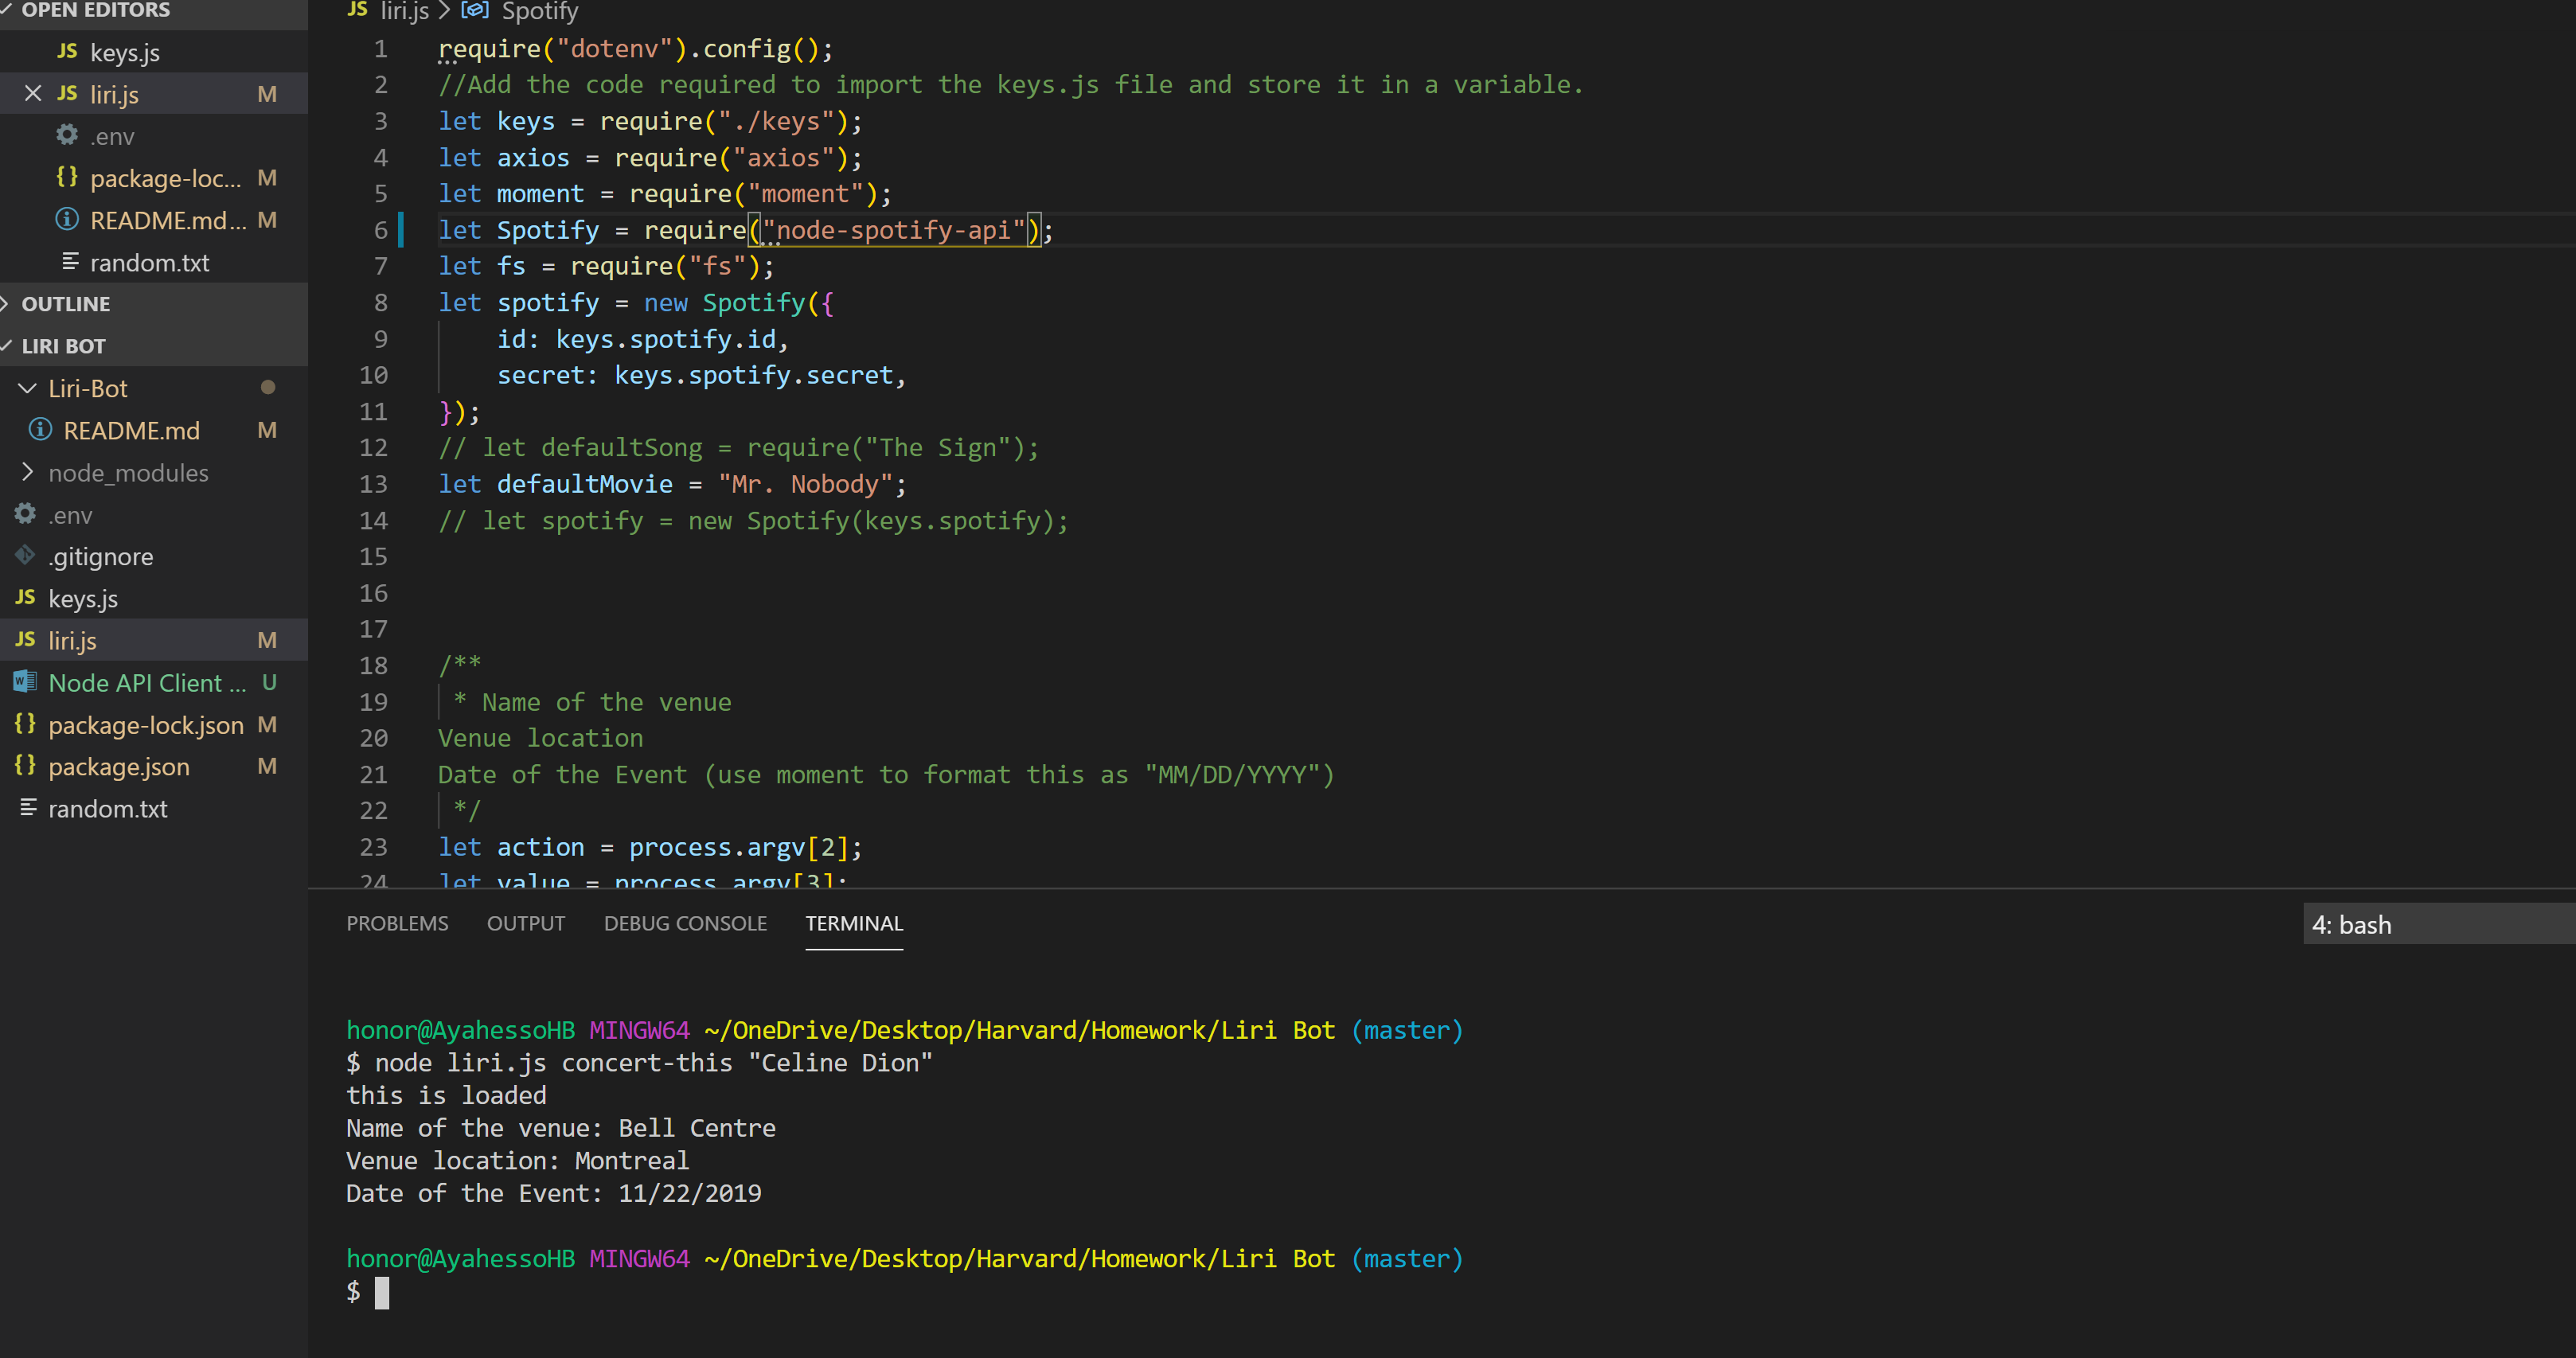 OPEN EDITORS
JS keys.js
JS liri.js M
.env
{} package-loc... M
README.md... M
random.txt
OUTLINE
LIRI BOT
Liri-Bot
README.md M
node_modules
.env
.gitignore
JS keys.js
JS liri.js M
Node API Client ... U
{} package-lock.json M
{} package.json M
random.txt
JS liri.js > Spotify
1 require("dotenv").config();
2 //Add the code required to import the keys.js file and store it in a variable.
3 let keys = require("./keys");
4 let axios = require("axios");
5 let moment = require("moment");
6 let Spotify = require("node-spotify-api");
7 let fs = require("fs");
8 let spotify = new Spotify({
9     id: keys.spotify.id,
10     secret: keys.spotify.secret,
11 });
12 // let defaultSong = require("The Sign");
13 let defaultMovie = "Mr. Nobody";
14 // let spotify = new Spotify(keys.spotify);
15
16
17
18 /**
19  * Name of the venue
20 Venue location
21 Date of the Event (use moment to format this as "MM/DD/YYYY")
22  */
23 let action = process.argv[2];
24 let value = process argv[3];
PROBLEMS OUTPUT DEBUG CONSOLE TERMINAL 4: bash
honor@AyahessoHB MINGW64 ~/OneDrive/Desktop/Harvard/Homework/Liri Bot (master)
$ node liri.js concert-this "Celine Dion"
this is loaded
Name of the venue: Bell Centre
Venue location: Montreal
Date of the Event: 11/22/2019
honor@AyahessoHB MINGW64 ~/OneDrive/Desktop/Harvard/Homework/Liri Bot (master)
$